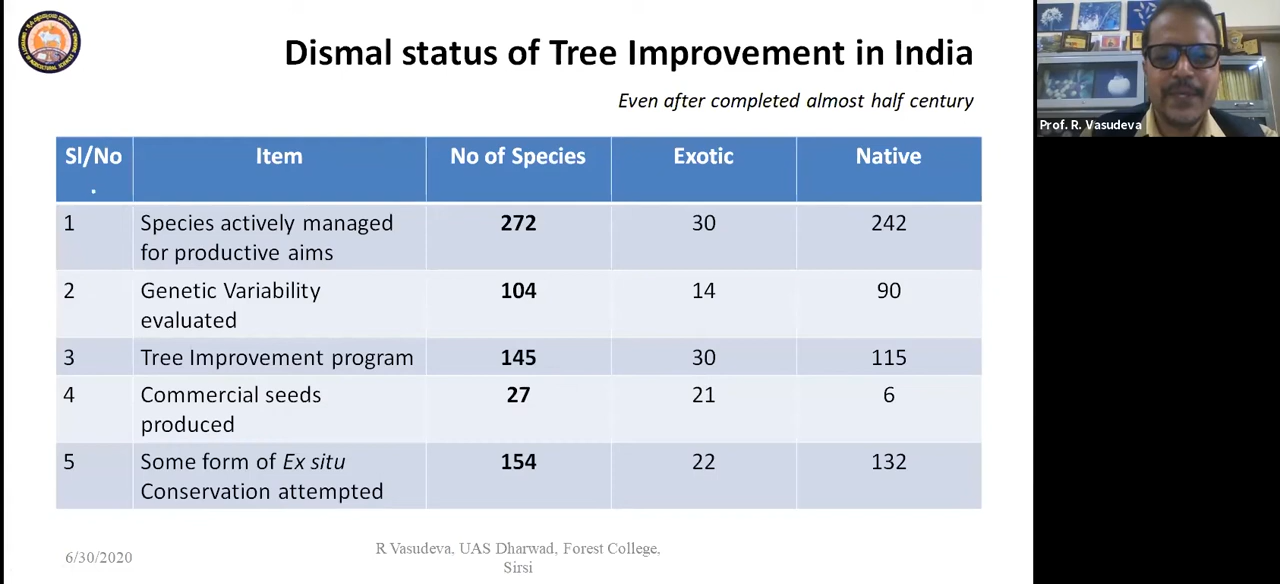 Dismal status of Tree Improvement in India
Even after completed almost half century
Prof. R. Vasudeva
Sl/No
.
Item
No of Species
Exotic
Native
1
Species actively managed
for productive aims
272
30
242
2
Genetic Variability
evaluated
104
14
90
3
Tree Improvement program
145
30
115
4
Commercial seeds
produced
27
21
6
5
Some form of Ex situ
Conservation attempted
154
22
132
6/30/2020
R Vasudeva, UAS Dharwad, Forest College,
Sirsi